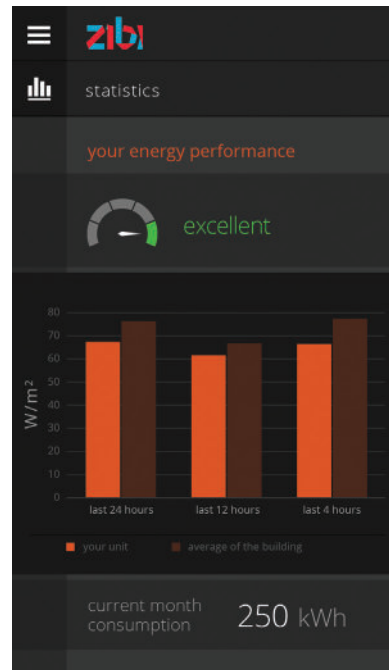 zibi
statistics
your energy performance
excellent
80
70
60
50
40
30
20
10
0
W/m²
last 24 hours
last 12 hours
last 4 hours
your unit
average of the building
current month
consumption
250 kWh